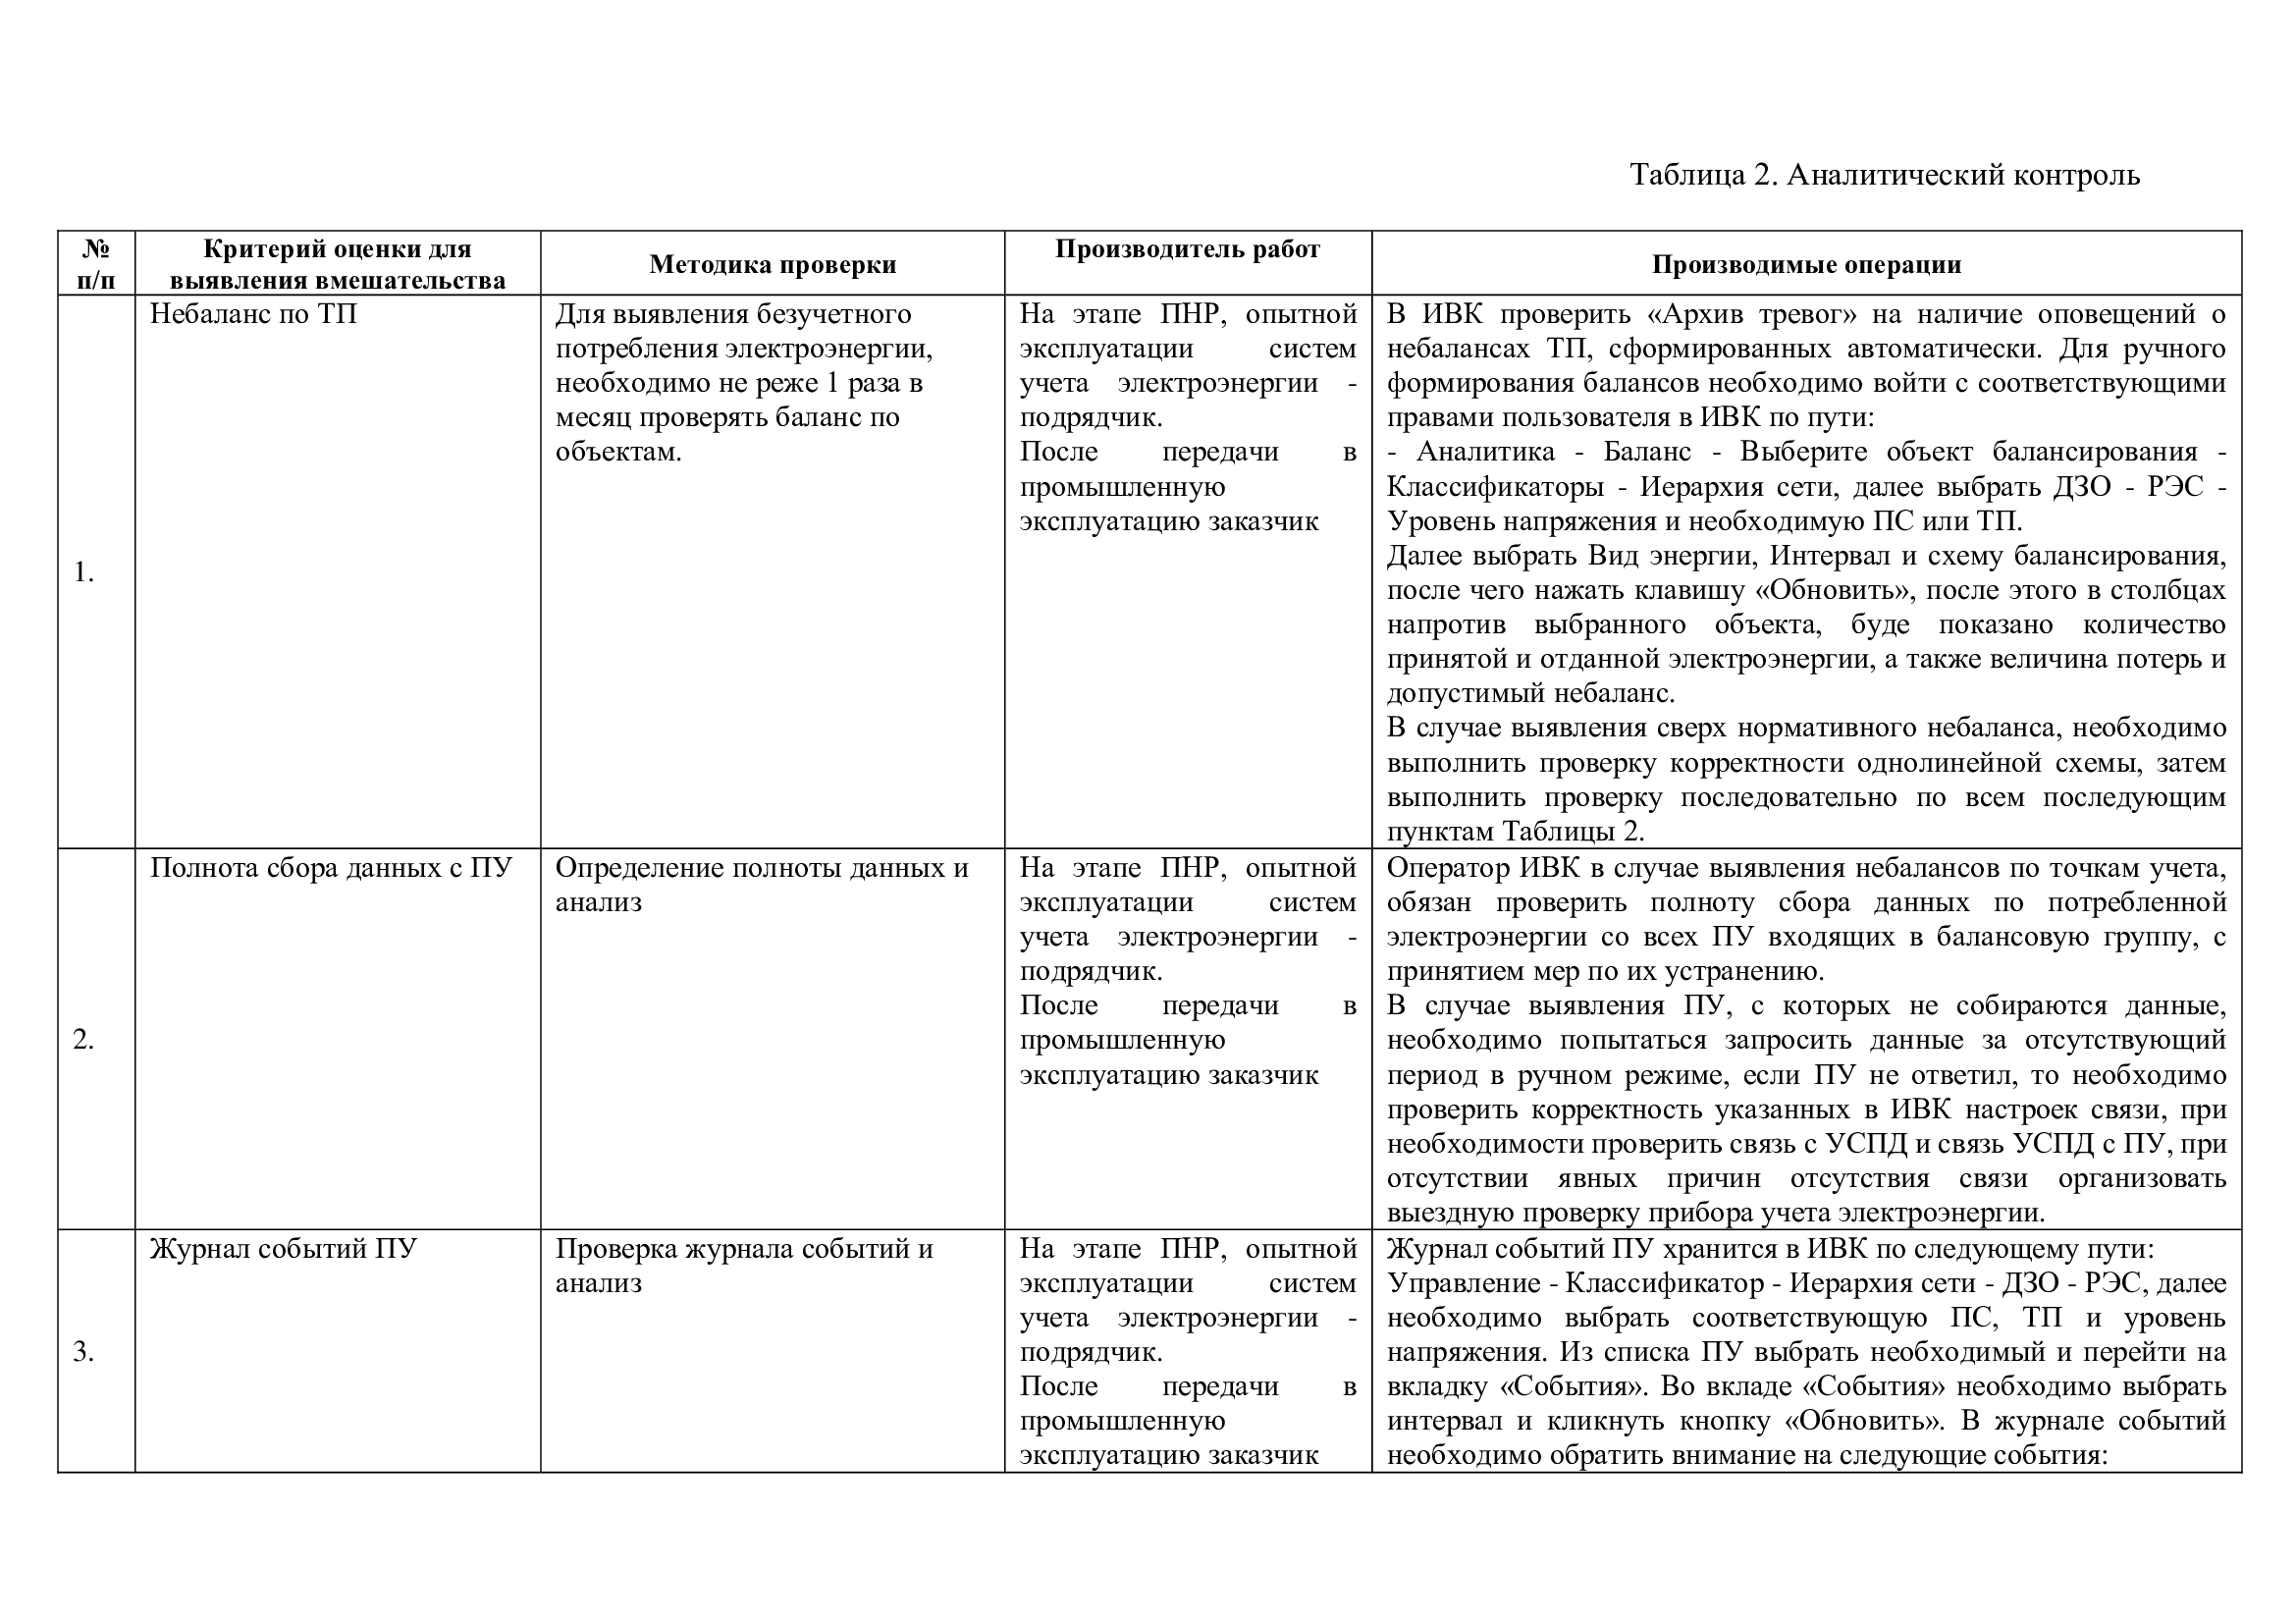 Таблица 2. Аналитический контроль
№
п/п
Критерий оценки для
выявления вмешательства
Методика проверки
Производитель работ
Производимые операции
1.
Небаланс по ТП
Для выявления безучетного
потребления электроэнергии,
необходимо не реже 1 раза в
месяц проверять баланс по
объектам.
На этапе ПНР, опытной
эксплуатации систем
учета электроэнергии -
подрядчик.
После передачи в
промышленную
эксплуатацию заказчик
В ИВК проверить «Архив тревог» на наличие оповещений о
небалансах ТП, сформированных автоматически. Для ручного
формирования балансов необходимо войти с соответствующими
правами пользователя в ИВК по пути:
- Аналитика - Баланс - Выберите объект балансирования -
Классификаторы - Иерархия сети, далее выбрать ДЗО - РЭС -
Уровень напряжения и необходимую ПС или ТП.
Далее выбрать Вид энергии, Интервал и схему балансирования,
после чего нажать клавишу «Обновить», после этого в столбцах
напротив выбранного объекта, буде показано количество
принятой и отданной электроэнергии, а также величина потерь и
допустимый небаланс.
В случае выявления сверх нормативного небаланса, необходимо
выполнить проверку корректности однолинейной схемы, затем
выполнить проверку последовательно по всем последующим
пунктам Таблицы 2.
2.
Полнота сбора данных с ПУ
Определение полноты данных и
анализ
На этапе ПНР, опытной
эксплуатации систем
учета электроэнергии -
подрядчик.
После передачи в
промышленную
эксплуатацию заказчик
Оператор ИВК в случае выявления небалансов по точкам учета,
обязан проверить полноту сбора данных по потребленной
электроэнергии со всех ПУ входящих в балансовую группу, с
принятием мер по их устранению.
В случае выявления ПУ, с которых не собираются данные,
необходимо попытаться запросить данные за отсутствующий
период в ручном режиме, если ПУ не ответил, то необходимо
проверить корректность указанных в ИВК настроек связи, при
необходимости проверить связь с УСПД и связь УСПД с ПУ, при
отсутствии явных причин отсутствия связи организовать
выездную проверку прибора учета электроэнергии.
3.
Журнал событий ПУ
Проверка журнала событий и
анализ
На этапе ПНР, опытной
эксплуатации систем
учета электроэнергии -
подрядчик.
После передачи в
промышленную
эксплуатацию заказчик
Журнал событий ПУ хранится в ИВК по следующему пути:
Управление - Классификатор - Иерархия сети - ДЗО - РЭС, далее
необходимо выбрать соответствующую ПС, ТП и уровень
напряжения. Из списка ПУ выбрать необходимый и перейти на
вкладку «События». Во вкладе «События» необходимо выбрать
интервал и кликнуть кнопку «Обновить». В журнале событий
необходимо обратить внимание на следующие события: